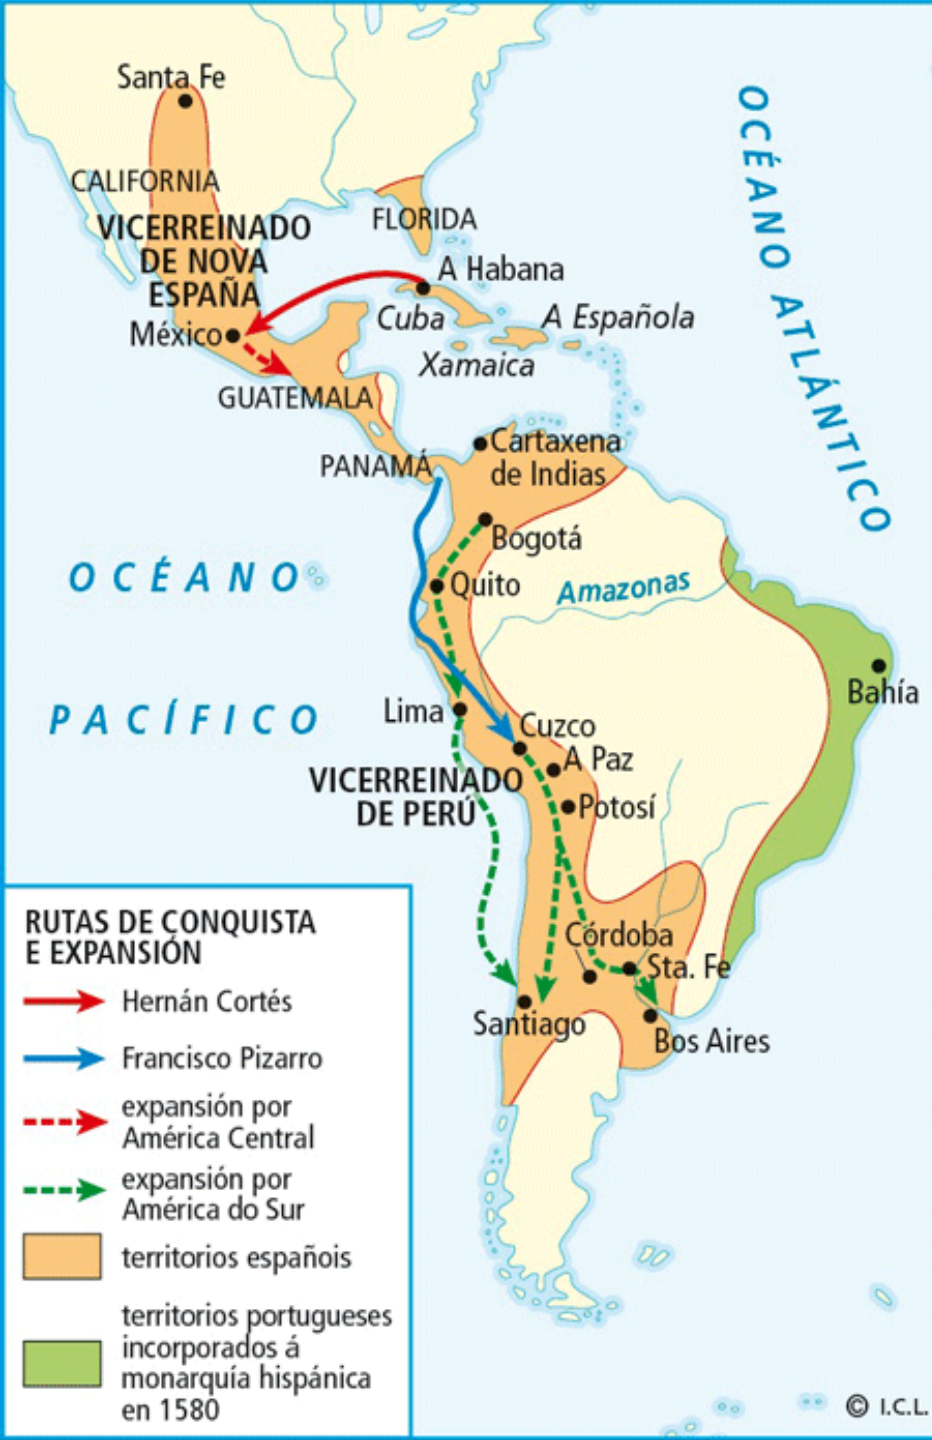 Santa Fe
CALIFORNIA
VICERREINADO
DE NOVA
ESPAÑA
México
GUATEMALA
FLORIDA
A Habana
Cuba
A Española
Xamaica
OCÉANO ATLÁNTICO
PANAMÁ
Cartaxena
de Indias
Bogotá
Quito
Amazonas
OCÉANO
PACÍFICO
Bahía
Lima
Cuzco
A Paz
Potosí
VICERREINADO
DE PERÚ
Córdoba
Sta. Fe
Santiago
Bos Aires
RUTAS DE CONQUISTA
E EXPANSIÓN
Hernán Cortés
Francisco Pizarro
expansión por
América Central
expansión por
América do Sur
territorios españois
territorios portugueses
incorporados á
monarquía hispánica
en 1580
© I.C.L.